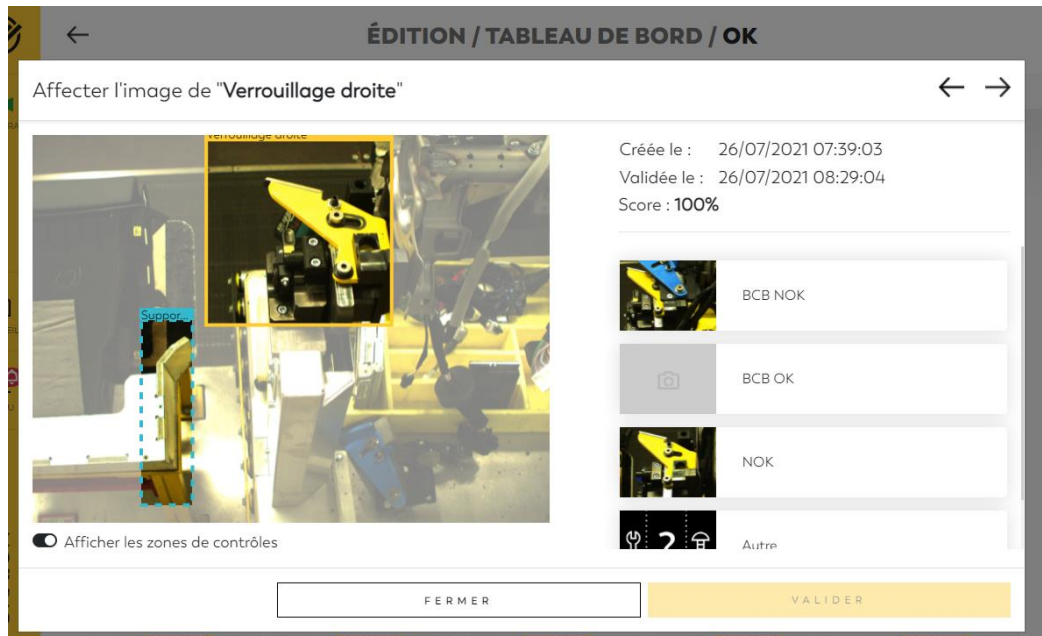 ÉDITION / TABLEAU DE BORD / OK
Affecter l'image de "Verrouillage droite"
Verrouillage droite
Suppor...
Afficher les zones de contrôles
Créée le : 26/07/2021 07:39:03
Validée le : 26/07/2021 08:29:04
Score : 100%
BCB NOK
BCB OK
NOK
? Autre
FERMER
VALIDER